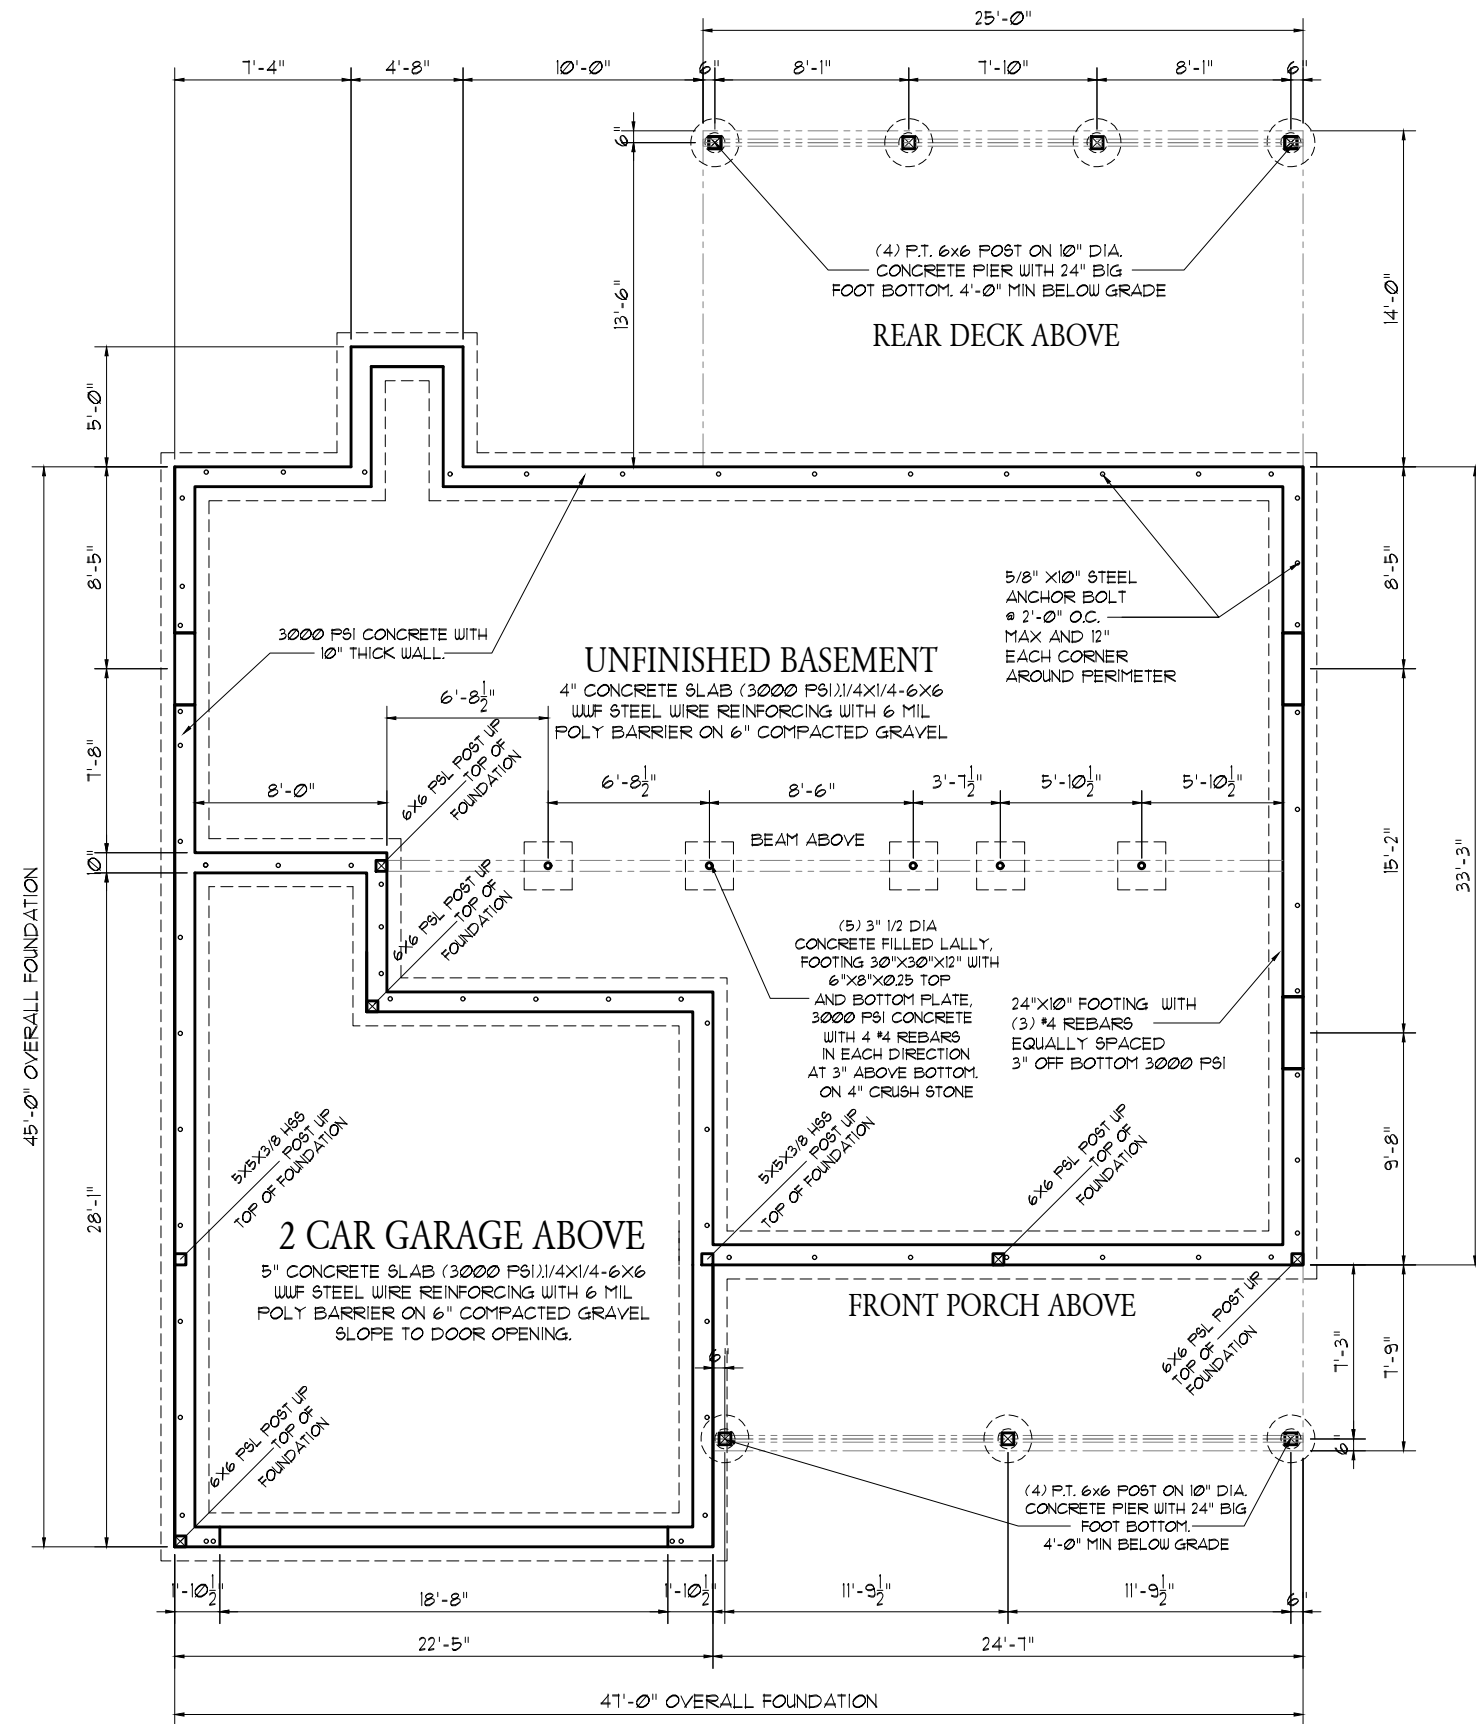 25'-0"
7'-4"
4'-8"
10'-0"
6"
8'-1"
7'-10"
8'-1"
6"
6"
13'-6"
14'-0"
(4) P.T. 6x6 POST ON 10" DIA.
CONCRETE PIER WITH 24" BIG
FOOT BOTTOM. 4'-0" MIN BELOW GRADE
REAR DECK ABOVE
5'-0"
8'-5"
8'-5"
5/8" X10" STEEL
ANCHOR BOLT
@ 2'-0" O.C.
MAX AND 12"
EACH CORNER
AROUND PERIMETER
3000 PSI CONCRETE WITH
10" THICK WALL.
UNFINISHED BASEMENT
4" CONCRETE SLAB (3000 PSI).1/4X1/4-6X6
WWF STEEL WIRE REINFORCING WITH 6 MIL
POLY BARRIER ON 6" COMPACTED GRAVEL
6'-8 1/2"
6X6 PSL POST UP
TOP OF
FOUNDATION
7'-8"
8'-0"
6'-8 1/2"
8'-6"
3'-7 1/2"
5'-10 1/2"
5'-10 1/2"
BEAM ABOVE
10"
15'-2"
33'-3"
45'-0" OVERALL FOUNDATION
6X6 PSL POST UP
TOP OF
FOUNDATION
(5) 3" 1/2 DIA
CONCRETE FILLED LALLY,
FOOTING 30"X30"X12" WITH
6"X8"X0.25 TOP
AND BOTTOM PLATE,
3000 PSI CONCRETE
WITH 4 #4 REBARS
IN EACH DIRECTION
AT 3" ABOVE BOTTOM.
ON 4" CRUSH STONE
24"X10" FOOTING WITH
(3) #4 REBARS
EQUALLY SPACED
3" OFF BOTTOM 3000 PSI
28'-1"
5X5X3/8 HSS
POST UP
TOP OF FOUNDATION
5X5X3/8 HSS
POST UP
TOP OF FOUNDATION
6X6 PSL POST UP
TOP OF
FOUNDATION
9'-8"
2 CAR GARAGE ABOVE
5" CONCRETE SLAB (3000 PSI).1/4X1/4-6X6
WWF STEEL WIRE REINFORCING WITH 6 MIL
POLY BARRIER ON 6" COMPACTED GRAVEL
SLOPE TO DOOR OPENING.
FRONT PORCH ABOVE
6X6 PSL POST UP
TOP OF
FOUNDATION
6"
7'-3"
7'-9"
6"
6X6 PSL POST UP
TOP OF
FOUNDATION
(4) P.T. 6x6 POST ON 10" DIA.
CONCRETE PIER WITH 24" BIG
FOOT BOTTOM.
4'-0" MIN BELOW GRADE
1'-10 1/2"
18'-8"
1'-10 1/2"
11'-9 1/2"
11'-9 1/2"
6"
22'-5"
24'-7"
47'-0" OVERALL FOUNDATION